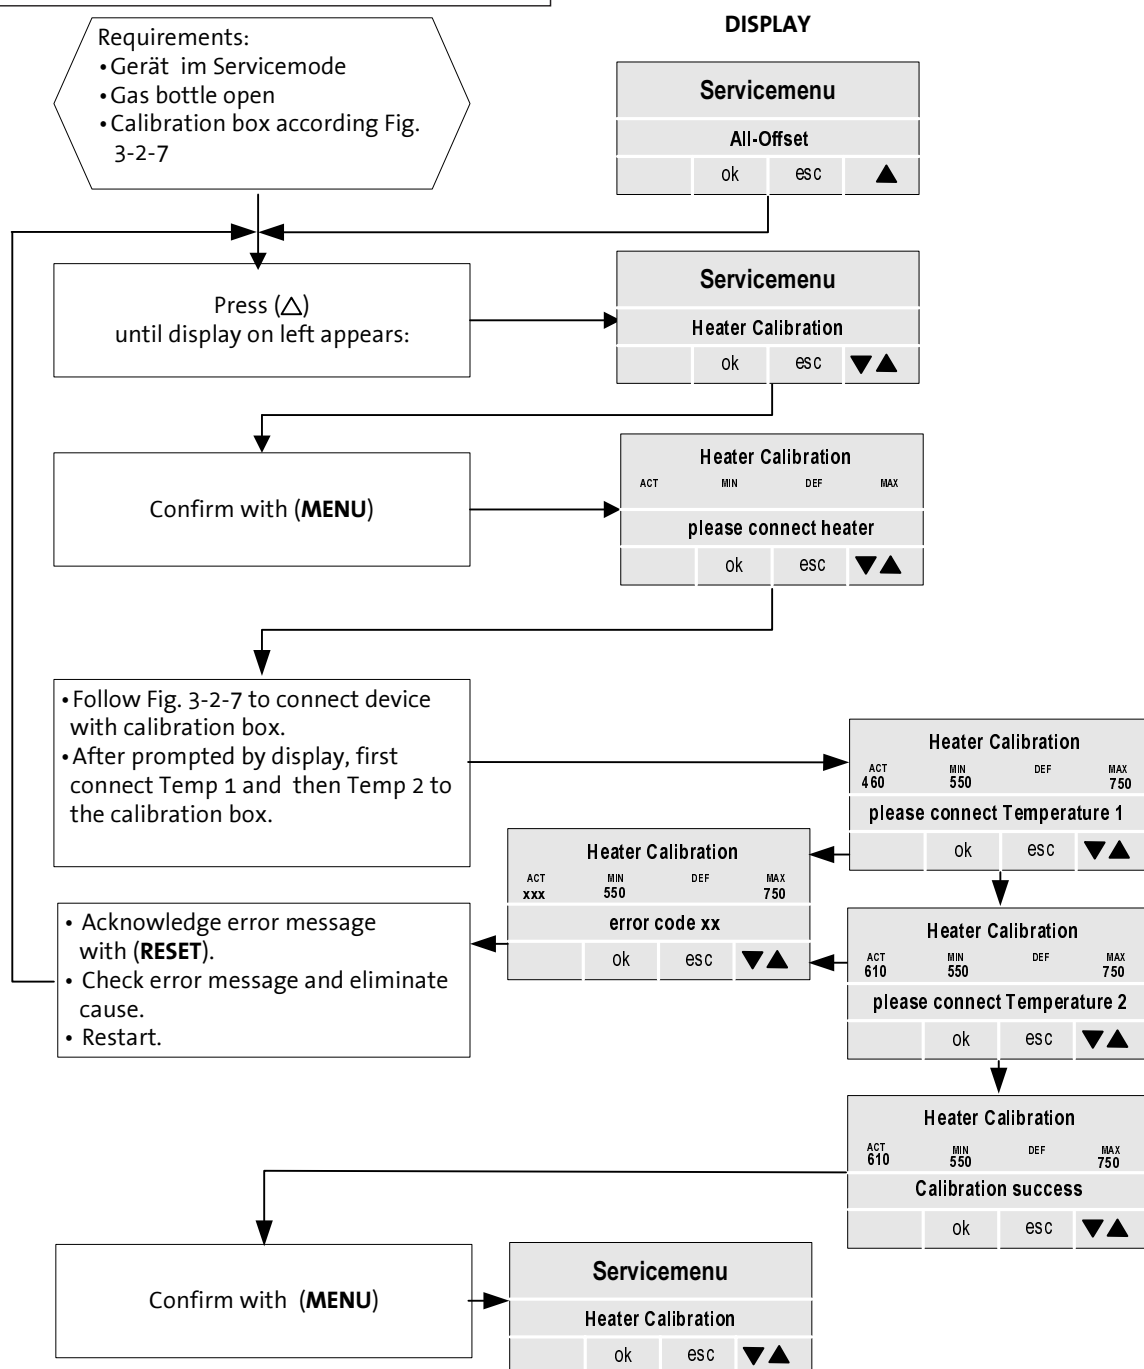 DISPLAY
Requirements:
• Gerät im Servicemode
• Gas bottle open
• Calibration box according Fig.
3-2-7
Servicemenu
All-Offset
ok esc ▲
Press (△)
until display on left appears:
Servicemenu
Heater Calibration
ok esc ▼▲
Confirm with (MENU)
Heater Calibration
ACT MIN DEF MAX
please connect heater
ok esc ▼▲
• Follow Fig. 3-2-7 to connect device
with calibration box.
• After prompted by display, first
connect Temp 1 and then Temp 2 to
the calibration box.
Heater Calibration
ACT MIN DEF MAX
460 550 750
please connect Temperature 1
ok esc ▼▲
Heater Calibration
ACT MIN DEF MAX
xxx 550 750
error code xx
ok esc ▼▲
• Acknowledge error message
with (RESET).
• Check error message and eliminate
cause.
• Restart.
Heater Calibration
ACT MIN DEF MAX
610 550 750
please connect Temperature 2
ok esc ▼▲
Heater Calibration
ACT MIN DEF MAX
610 550 750
Calibration success
ok esc ▼▲
Confirm with (MENU)
Servicemenu
Heater Calibration
ok esc ▼▲